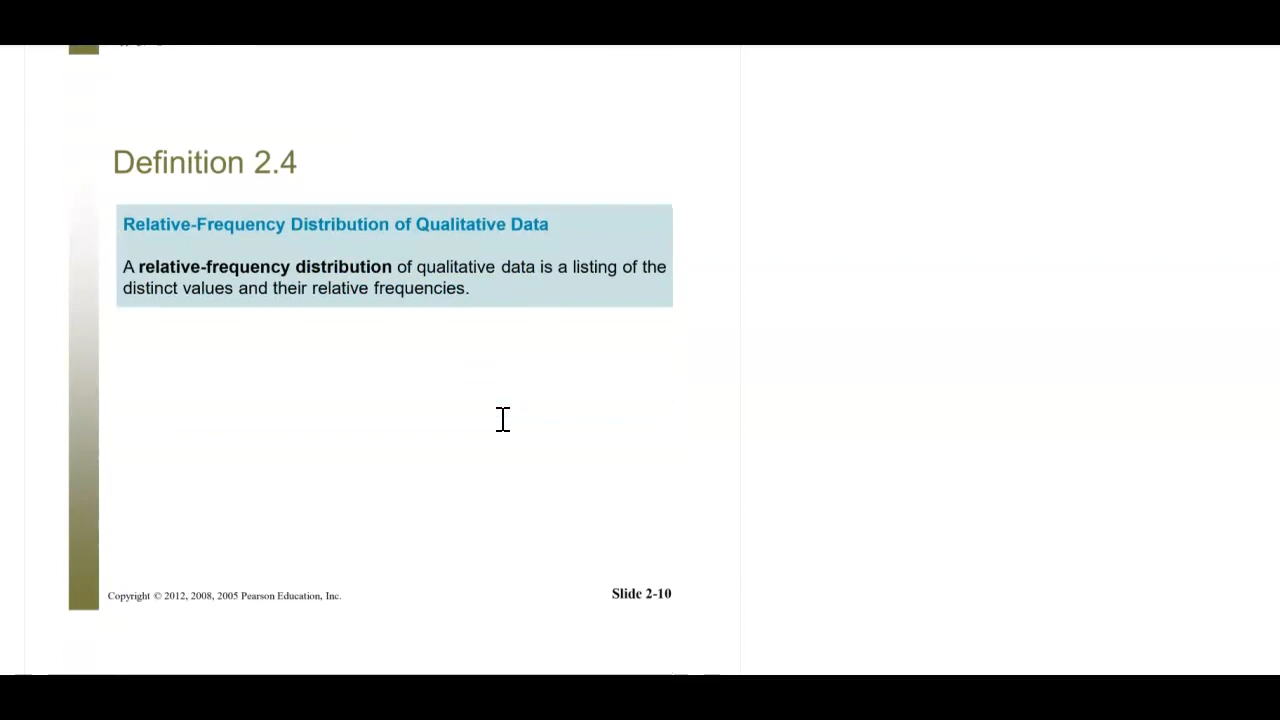 Definition 2.4
Relative-Frequency Distribution of Qualitative Data
A relative-frequency distribution of qualitative data is a listing of the
distinct values and their relative frequencies.
Copyright © 2012, 2008, 2005 Pearson Education, Inc.
Slide 2-10